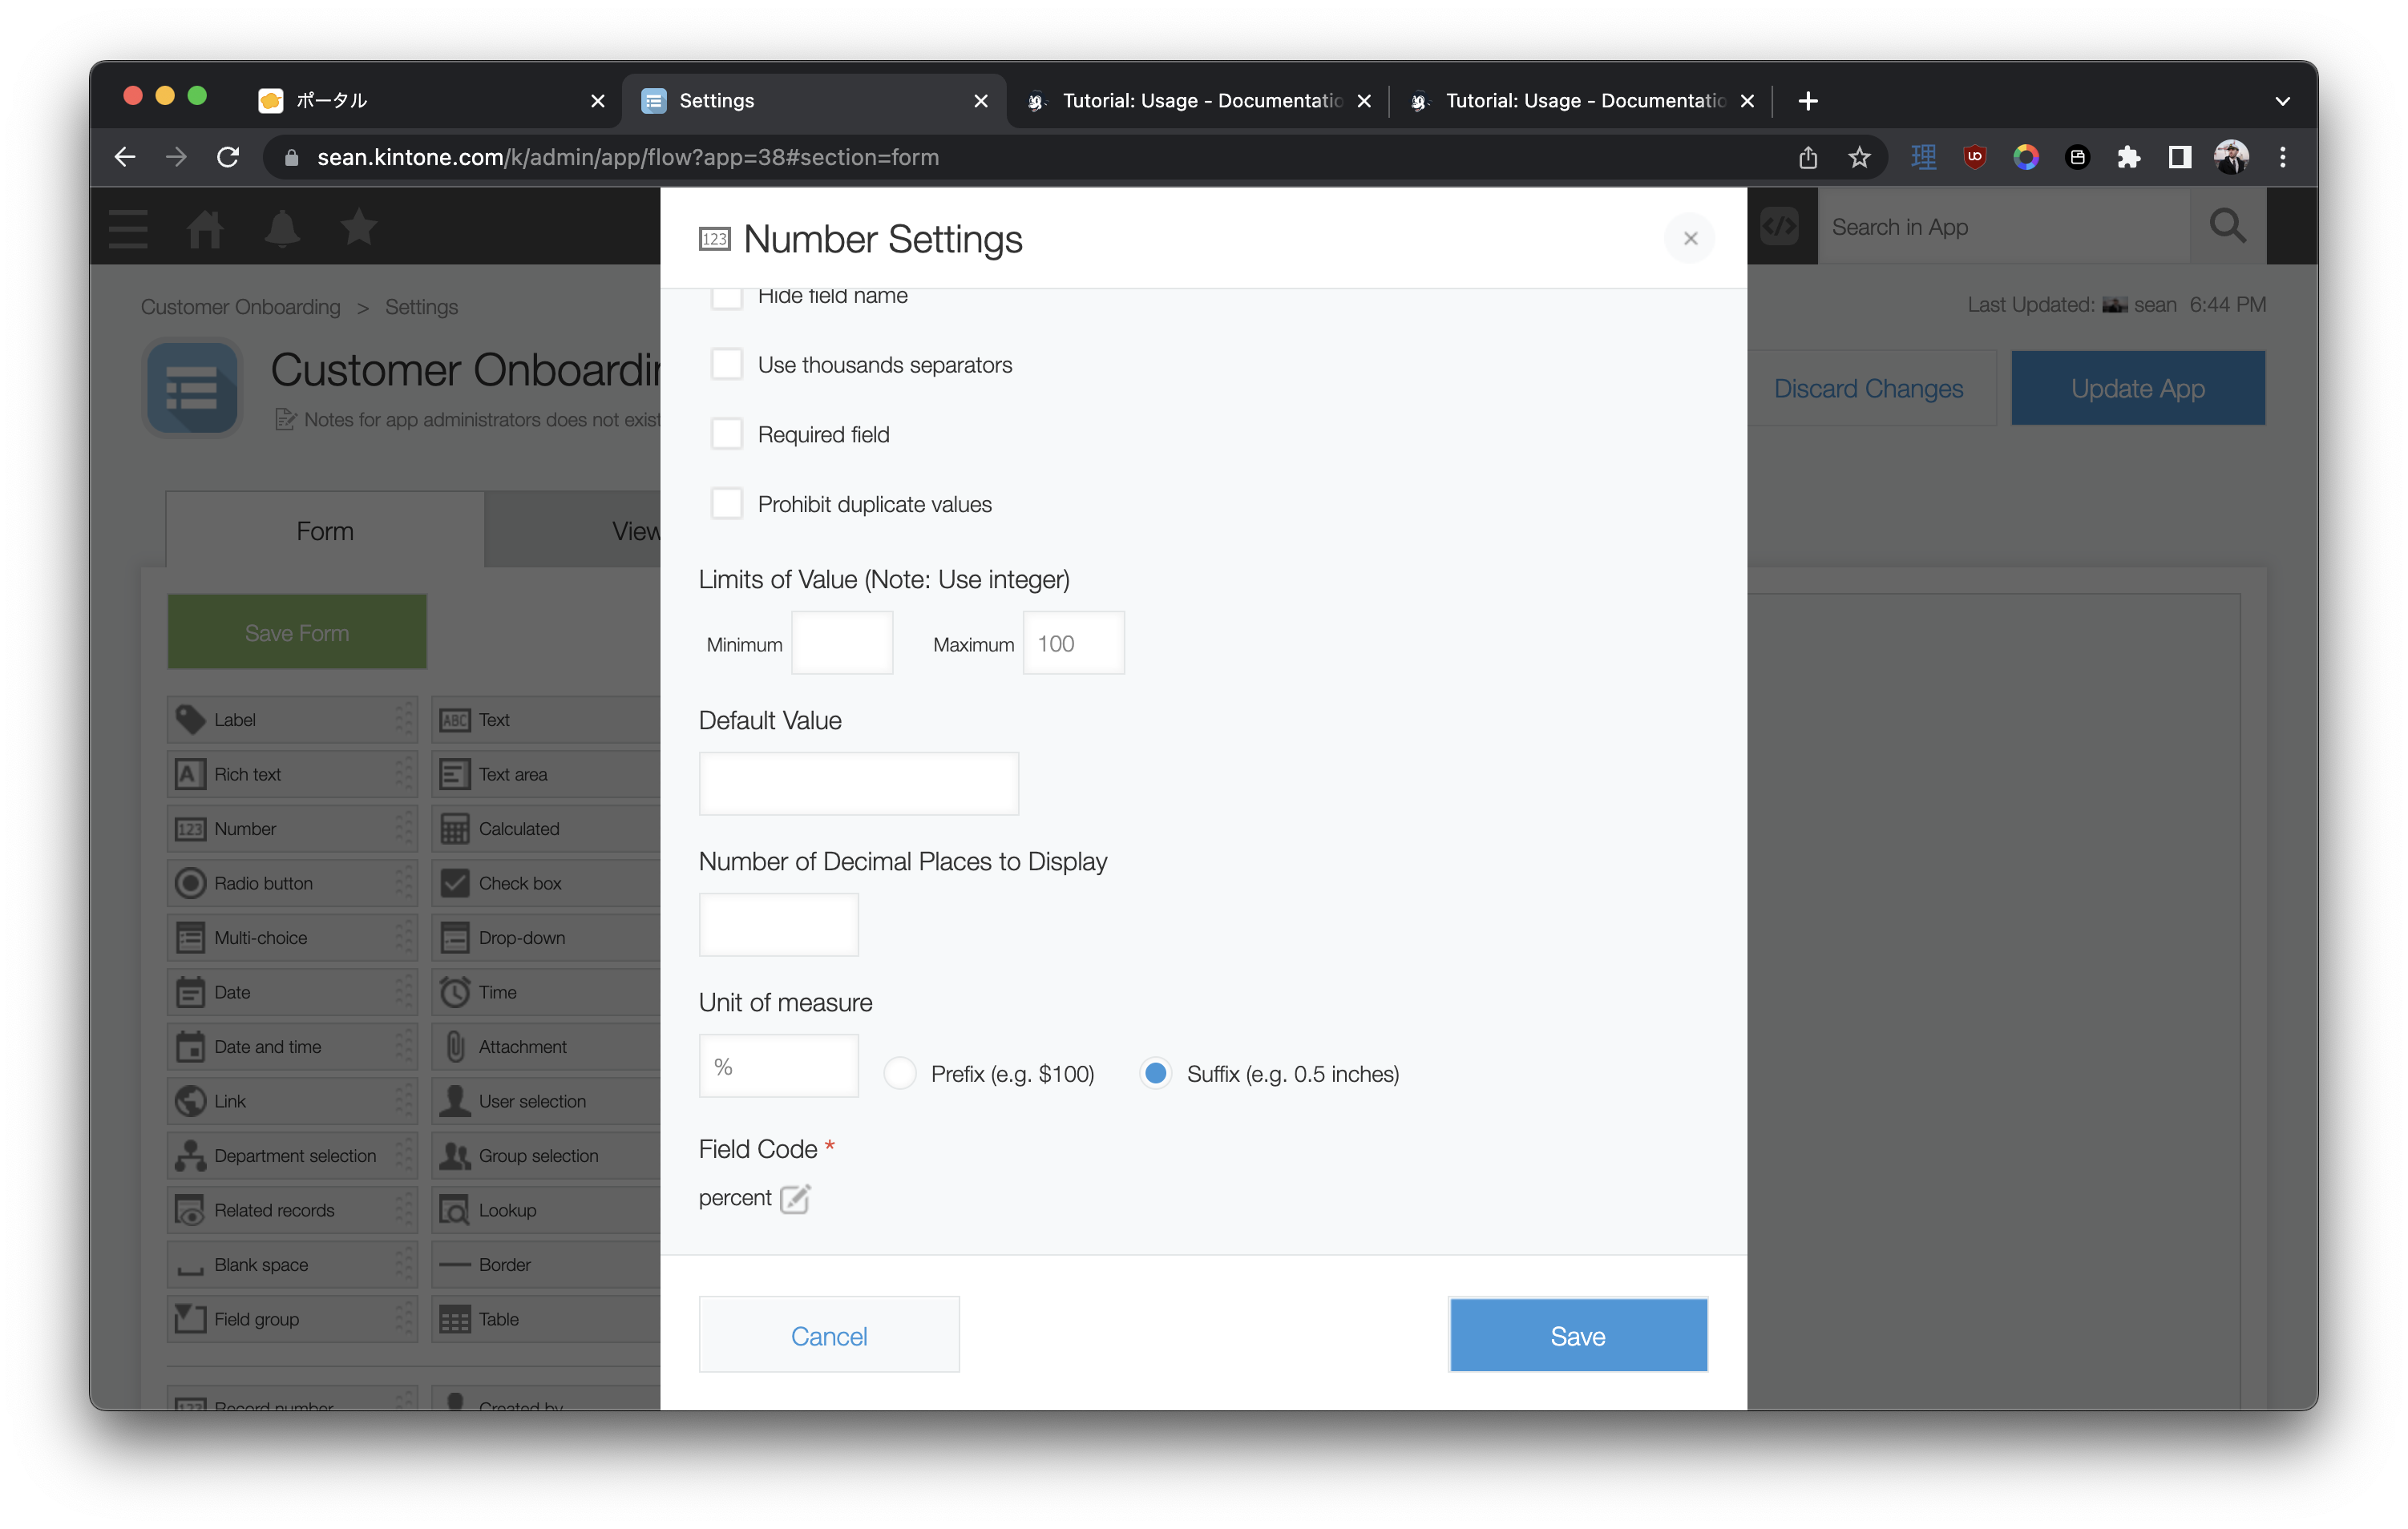 ポータル
Settings
Tutorial: Usage - Documentatio
Tutorial: Usage - Documentatio
sean.kintone.com/k/admin/app/flow?app=38#section=form
理
Search in App
123 Number Settings
Customer Onboarding > Settings
Last Updated: sean 6:44 PM
Customer Onboardin
Notes for app administrators does not exist
Discard Changes
Update App
Form
View
Save Form
Label
Text
Rich text
Text area
Number
Calculated
Radio button
Check box
Multi-choice
Drop-down
Date
Time
Date and time
Attachment
Link
User selection
Department selection
Group selection
Related records
Lookup
Blank space
Border
Field group
Table
Record number
Created by
Hide field name
Use thousands separators
Required field
Prohibit duplicate values
Limits of Value (Note: Use integer)
Minimum
Maximum 100
Default Value
Number of Decimal Places to Display
Unit of measure
% Prefix (e.g. $100) Suffix (e.g. 0.5 inches)
Field Code *
percent
Cancel
Save